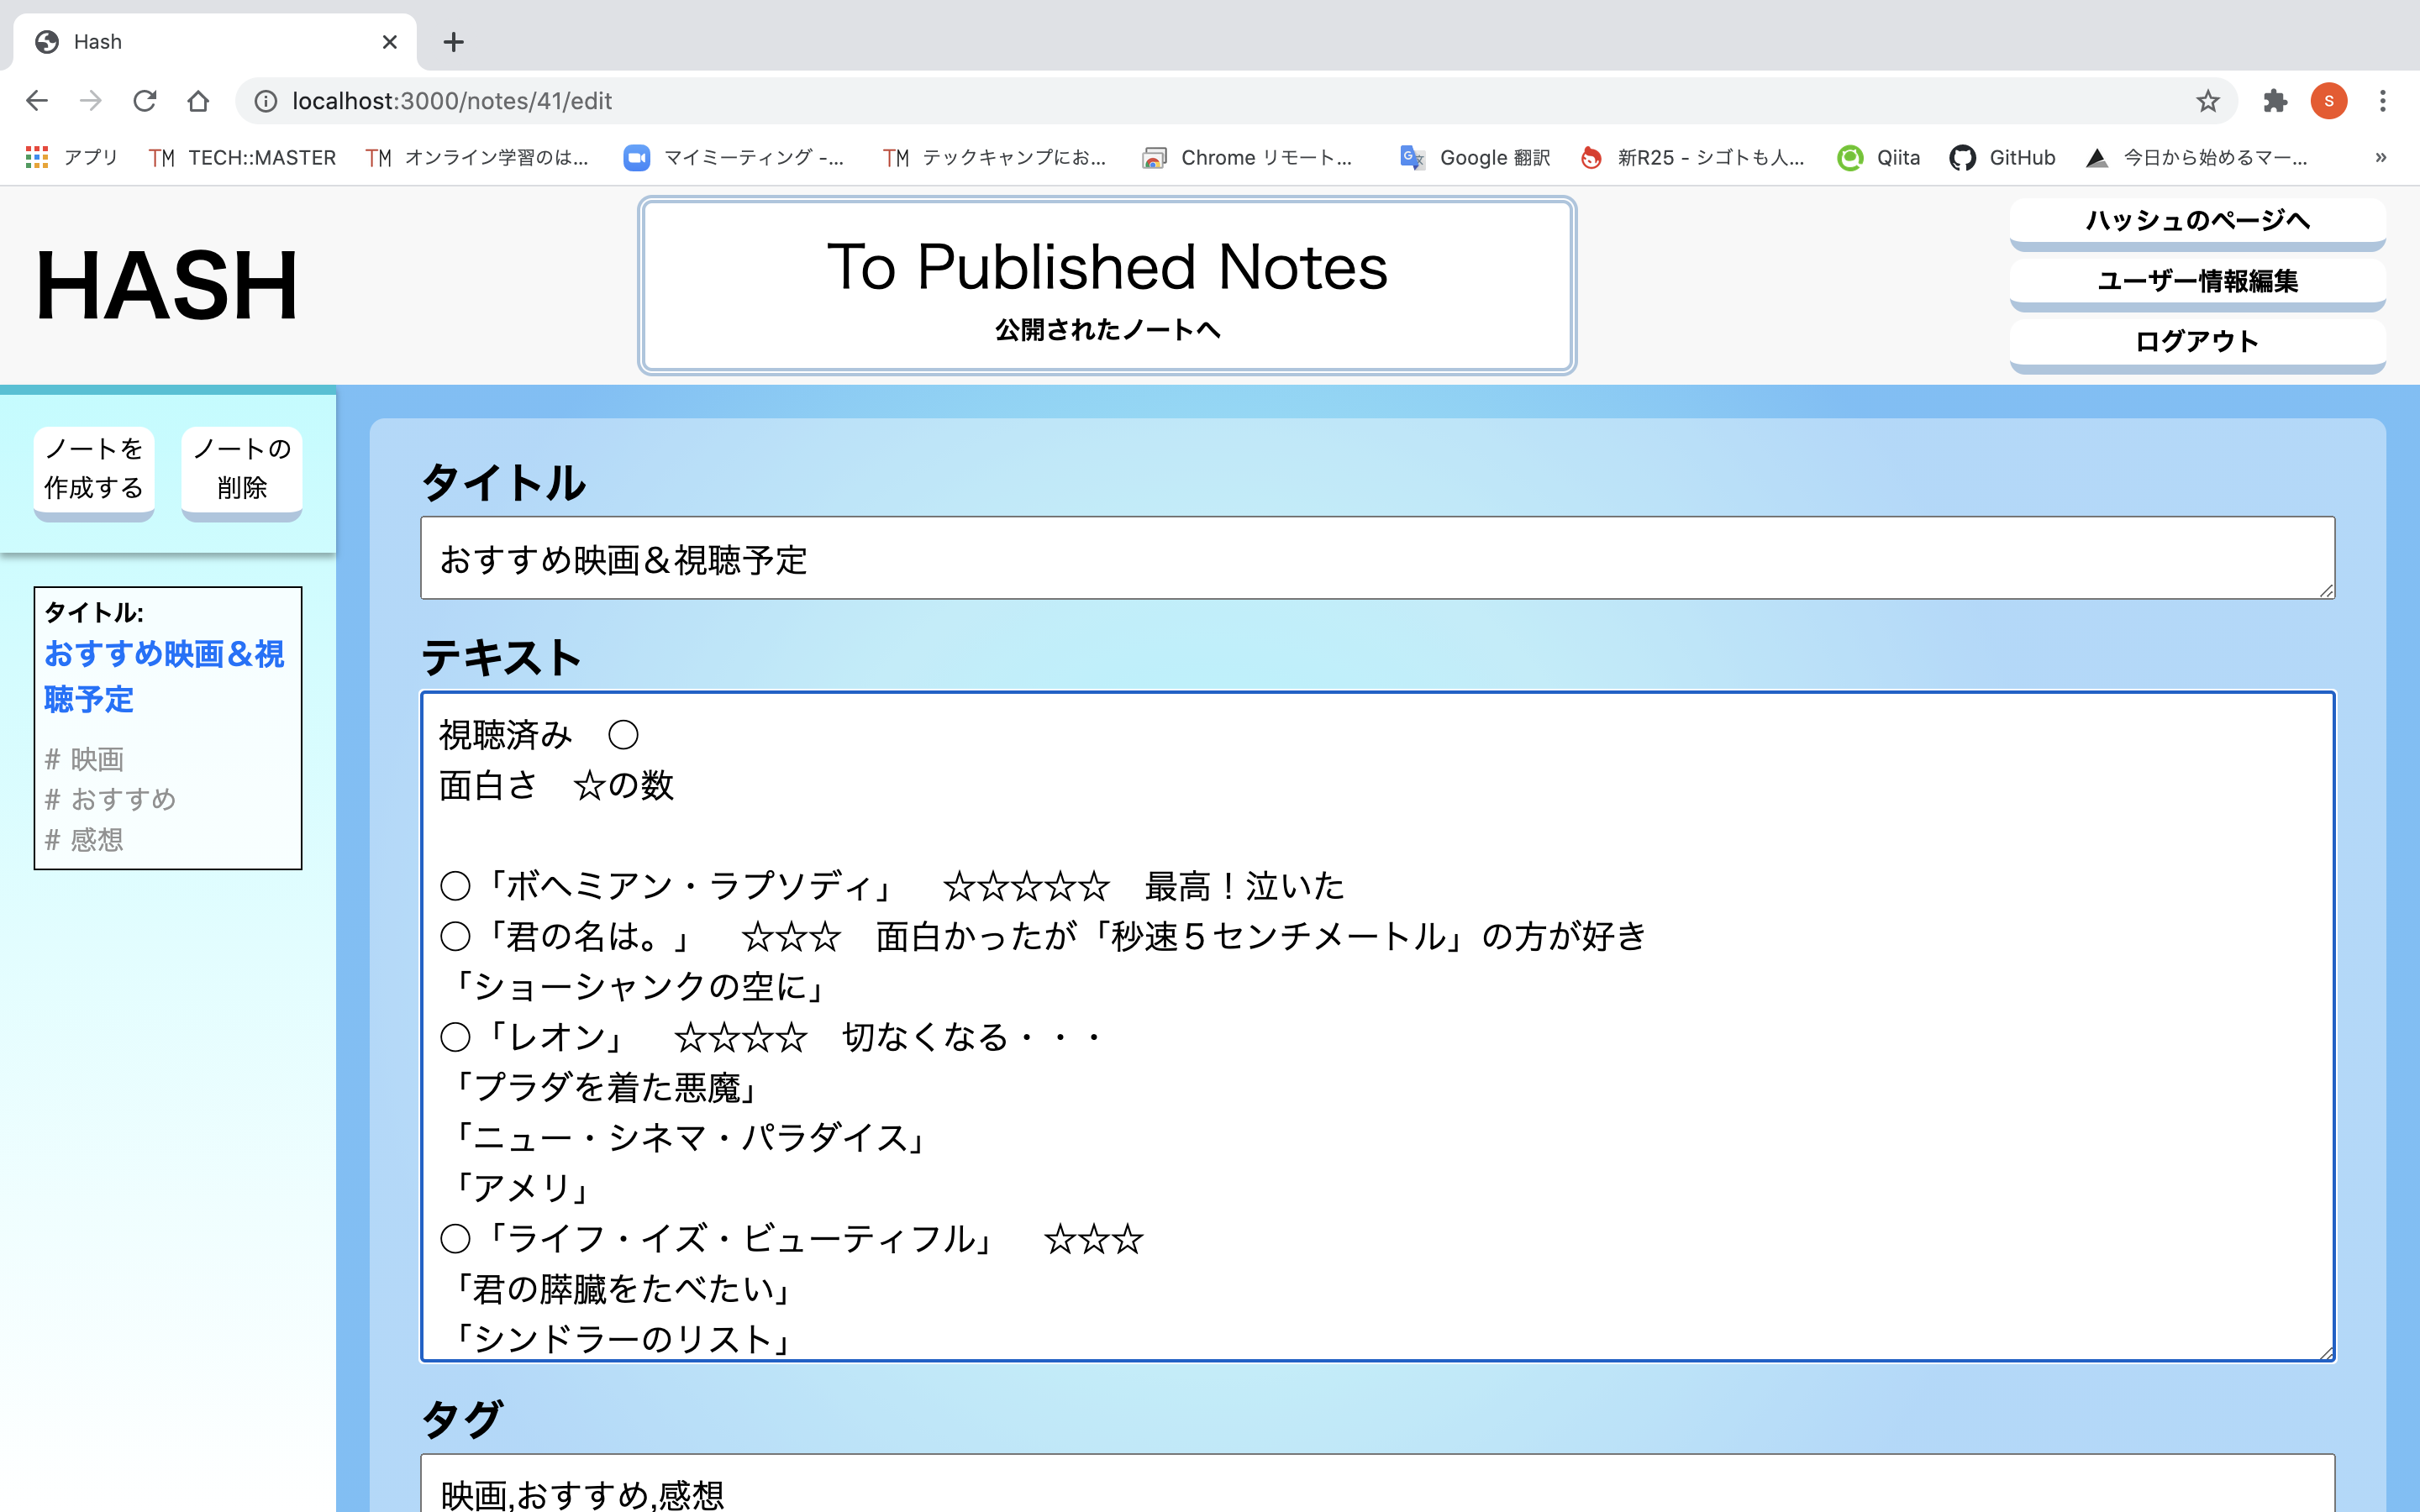 Hash
localhost:3000/notes/41/edit
アプリ TECH::MASTER オンライン学習のは... マイミーティング -... テックキャンプにお... Chrome リモート... Google 翻訳 新R25 - シゴトも人... Qiita GitHub 今日から始めるマー... »
HASH
To Published Notes
公開されたノートへ
ハッシュのページへ
ユーザー情報編集
ログアウト
ノートを
作成する
ノートの
削除
タイトル:
おすすめ映画＆視
聴予定
# 映画
# おすすめ
# 感想
タイトル
おすすめ映画＆視聴予定
テキスト
視聴済み　◯
面白さ　☆の数
◯「ボヘミアン・ラプソディ」　☆☆☆☆☆　最高！泣いた
◯「君の名は。」　☆☆☆　面白かったが「秒速５センチメートル」の方が好き
「ショーシャンクの空に」
◯「レオン」　☆☆☆☆　切なくなる・・・
「プラダを着た悪魔」
「ニュー・シネマ・パラダイス」
「アメリ」
◯「ライフ・イズ・ビューティフル」　☆☆☆
「君の膵臓をたべたい」
「シンドラーのリスト」
タグ
映画,おすすめ,感想